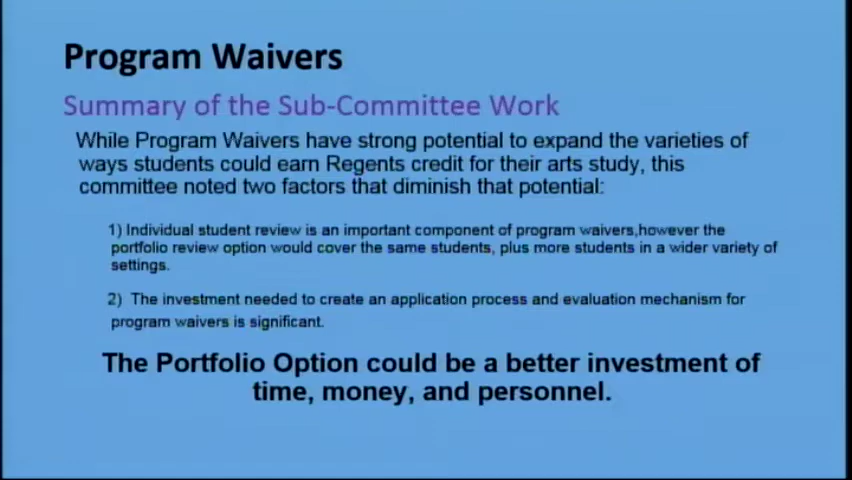 Program Waivers
Summary of the Sub-Committee Work
While Program Waivers have strong potential to expand the varieties of
ways students could earn Regents credit for their arts study, this
committee noted two factors that diminish that potential:
1) Individual student review is an important component of program waivers,however the
portfolio review option would cover the same students, plus more students in a wider variety of
settings.
2) The investment needed to create an application process and evaluation mechanism for
program waivers is significant.
The Portfolio Option could be a better investment of
time, money, and personnel.